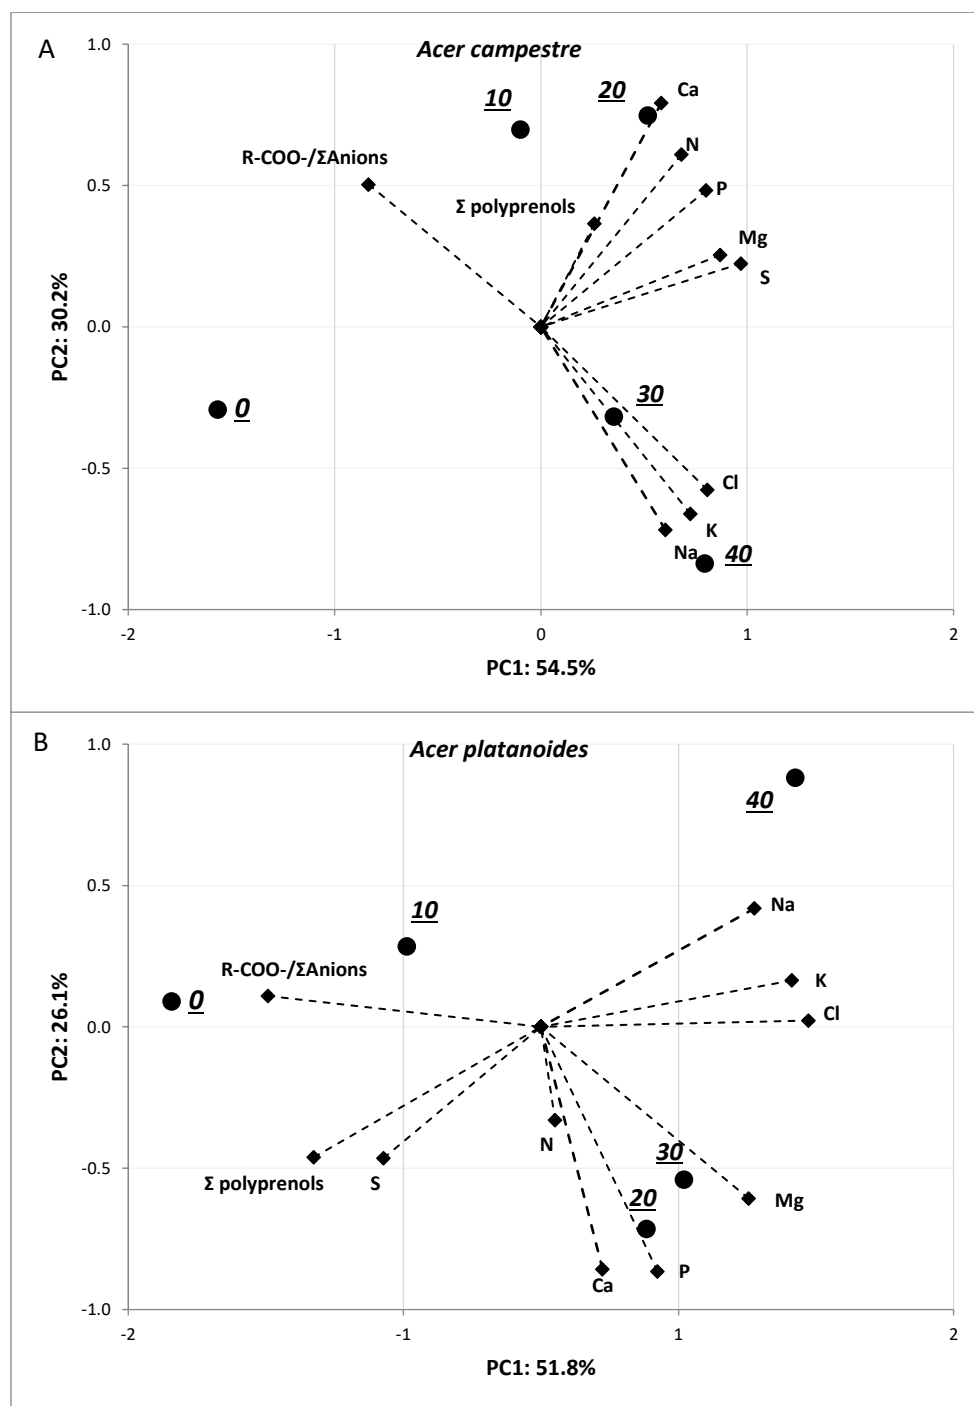 A
Acer campestre
1.0
10
20
Ca
N
R-COO-/ΣAnions
0.5
Σ polyprenols
P
Mg
S
0.0
PC2: 30.2%
0
30
-0.5
Cl
K
Na
40
-1.0
-2
-1
0
1
2
PC1: 54.5%
B
Acer platanoides
1.0
40
0.5
10
Na
R-COO-/ΣAnions
K
0
Cl
0.0
PC2: 26.1%
N
30
-0.5
Σ polyprenols
S
20
Mg
Ca
P
-1.0
-2
-1
1
2
PC1: 51.8%